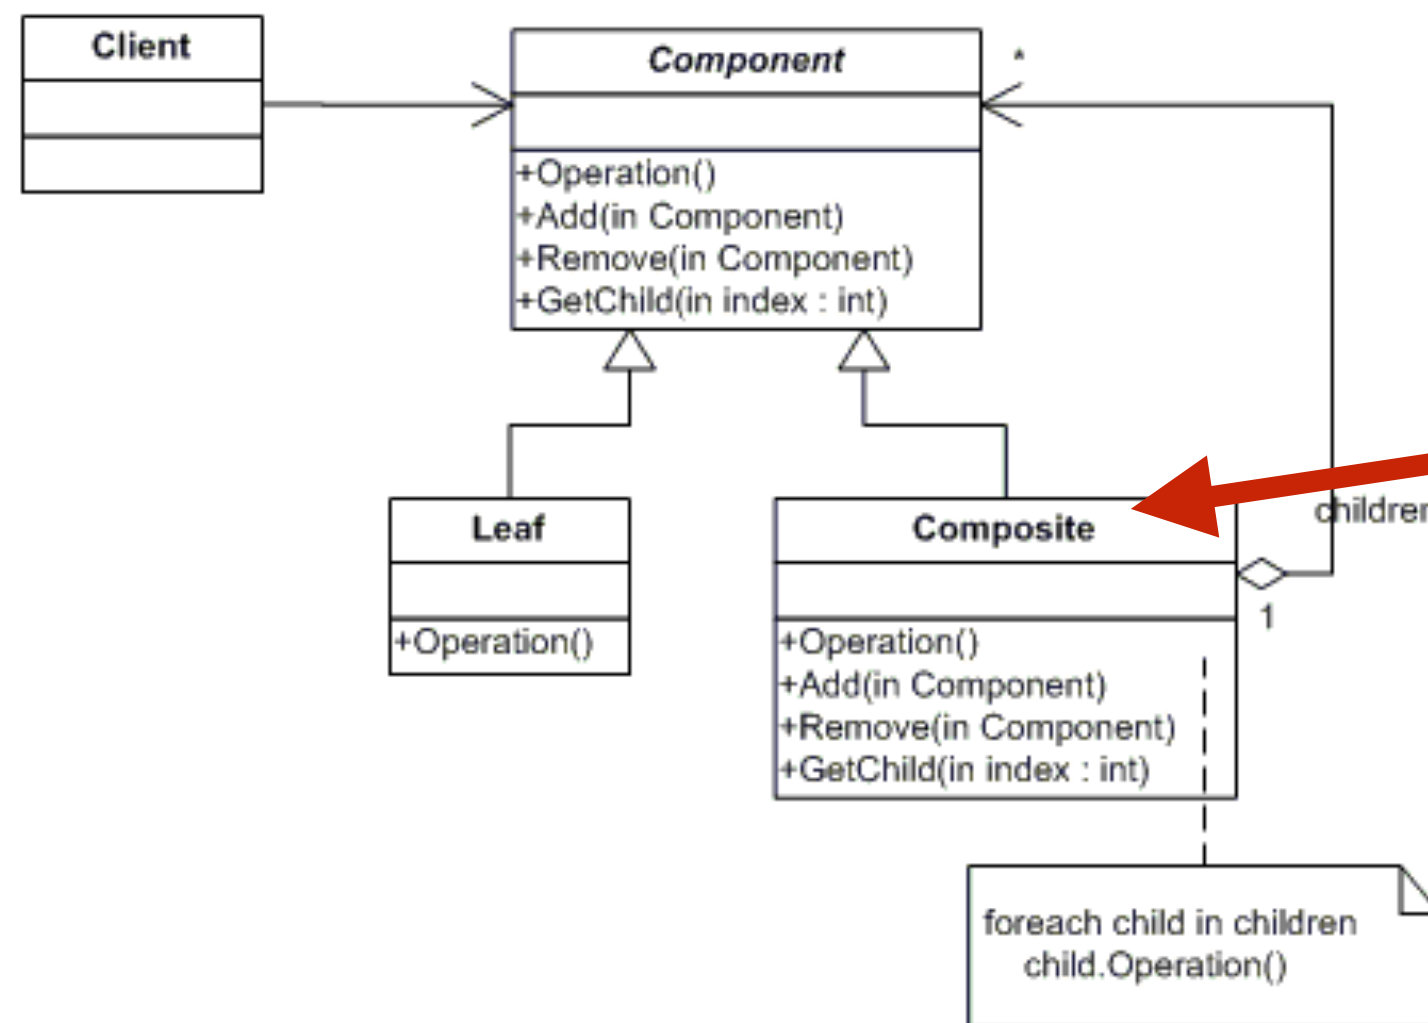 Client
Component
*
+Operation()
+Add(in Component)
+Remove(in Component)
+GetChild(in index : int)
Leaf
+Operation()
Composite
children
1
+Operation()
+Add(in Component)
+Remove(in Component)
+GetChild(in index : int)
foreach child in children
child.Operation()